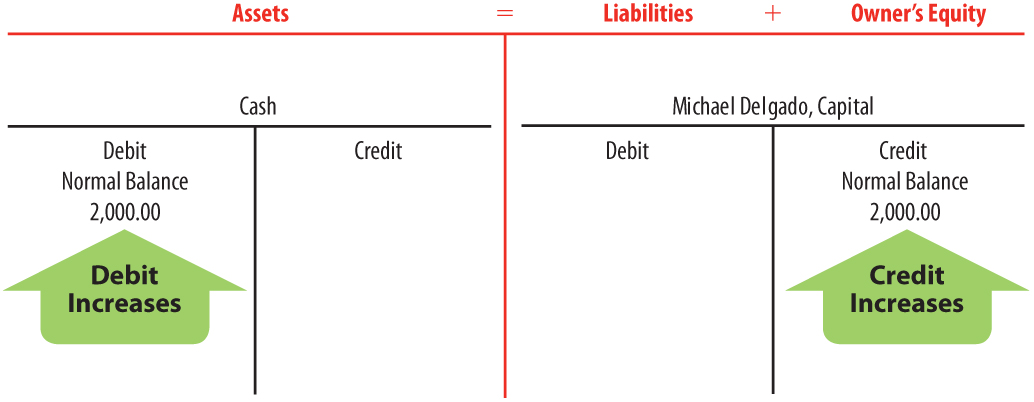 Assets = Liabilities + Owner’s Equity
Cash
Debit Credit
Normal Balance
2,000.00
Debit
Increases
Michael Delgado, Capital
Debit Credit
Normal Balance
2,000.00
Credit
Increases